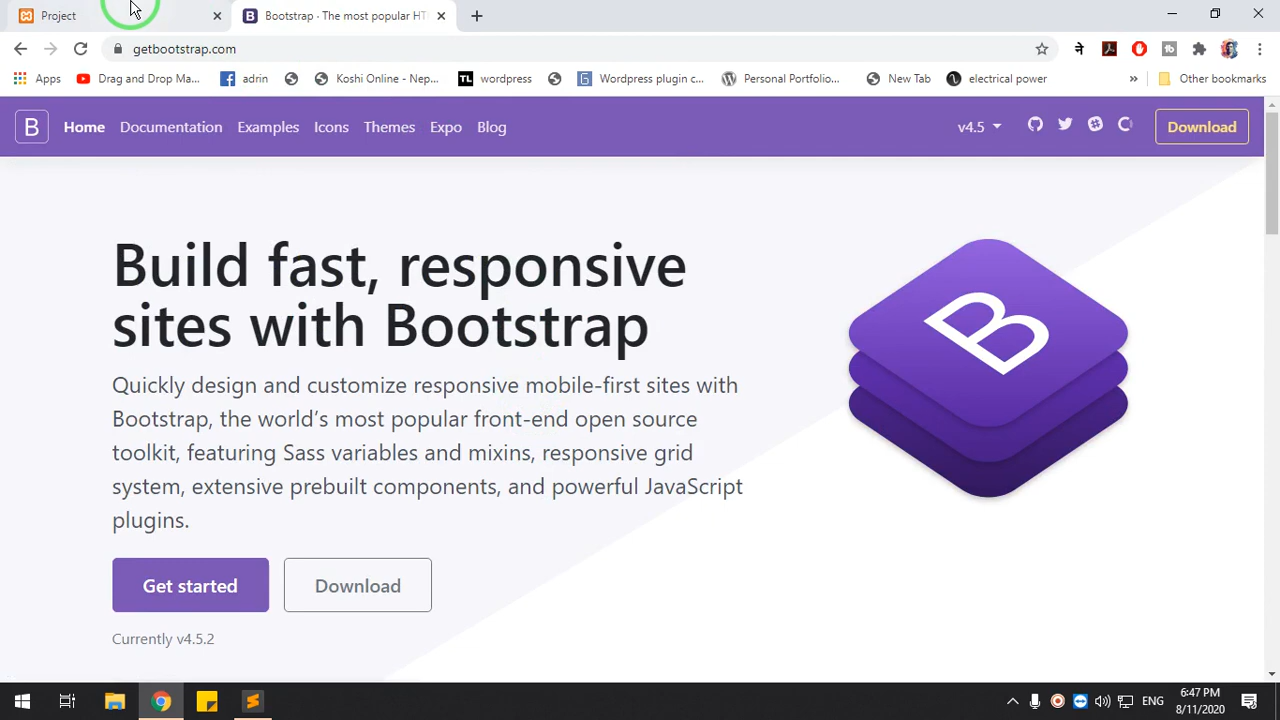 Project
Bootstrap · The most popular HT
getbootstrap.com
Apps
Drag and Drop Ma...
adrin
Koshi Online - Nep...
TL wordpress
Wordpress plugin c...
Personal Portfolio...
New Tab
electrical power
»
Other bookmarks
B
Home
Documentation
Examples
Icons
Themes
Expo
Blog
v4.5
Download
Build fast, responsive
sites with Bootstrap
B
Quickly design and customize responsive mobile-first sites with
Bootstrap, the world's most popular front-end open source
toolkit, featuring Sass variables and mixins, responsive grid
system, extensive prebuilt components, and powerful JavaScript
plugins.
Get started
Download
Currently v4.5.2
ENG
6:47 PM
8/11/2020